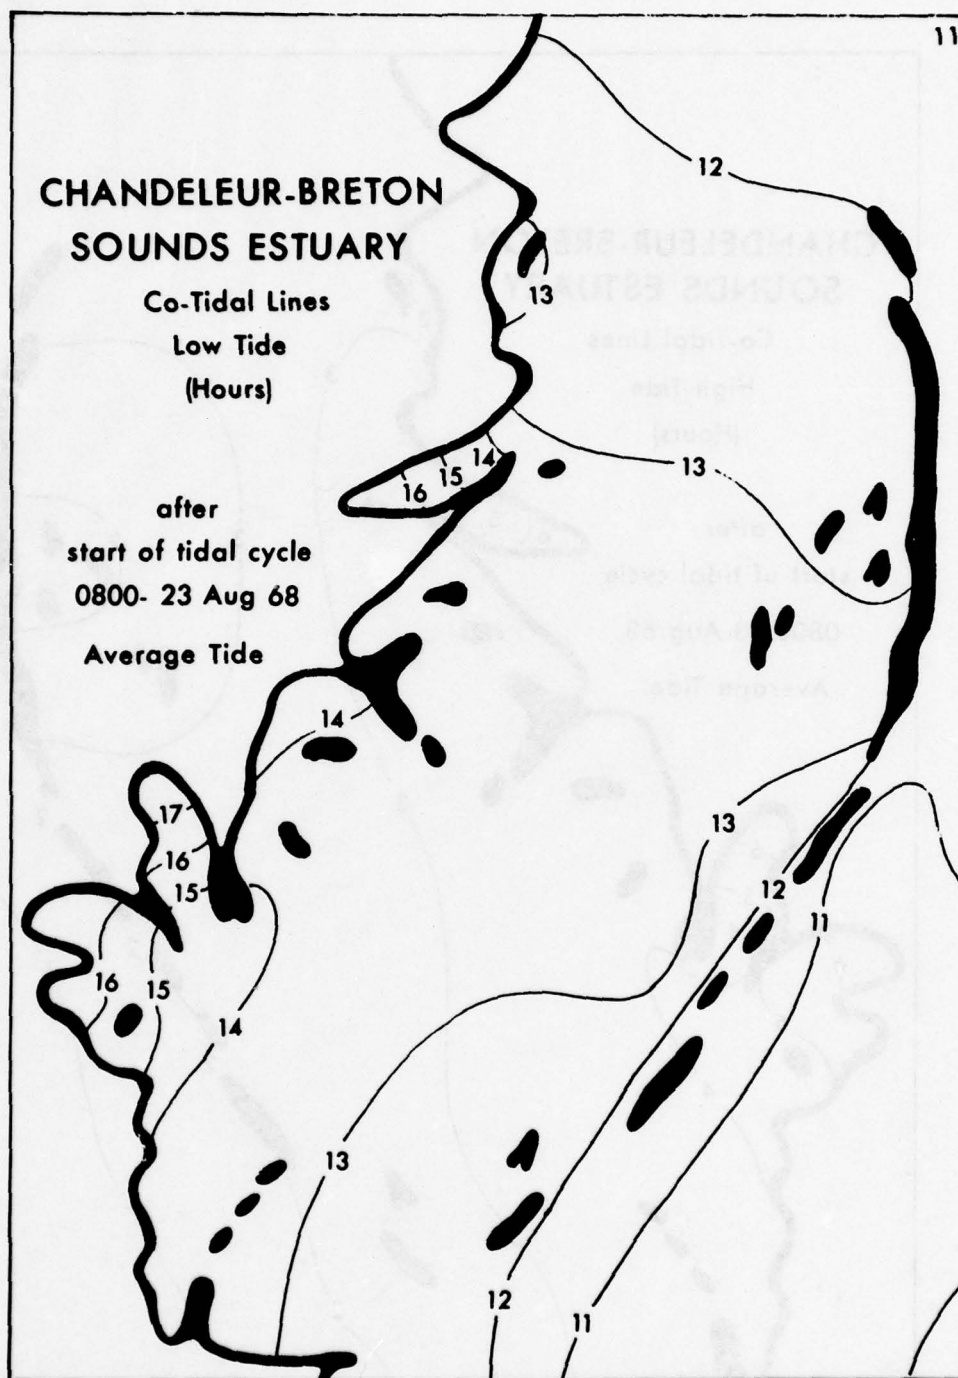 11
12
CHANDELEUR-BRETON
SOUNDS ESTUARY
Co-Tidal Lines
Low Tide
(Hours)
13
after
start of tidal cycle
0800- 23 Aug 68
Average Tide
14
15
16
13
14
17
16
15
13
12
11
16
15
14
13
12
11